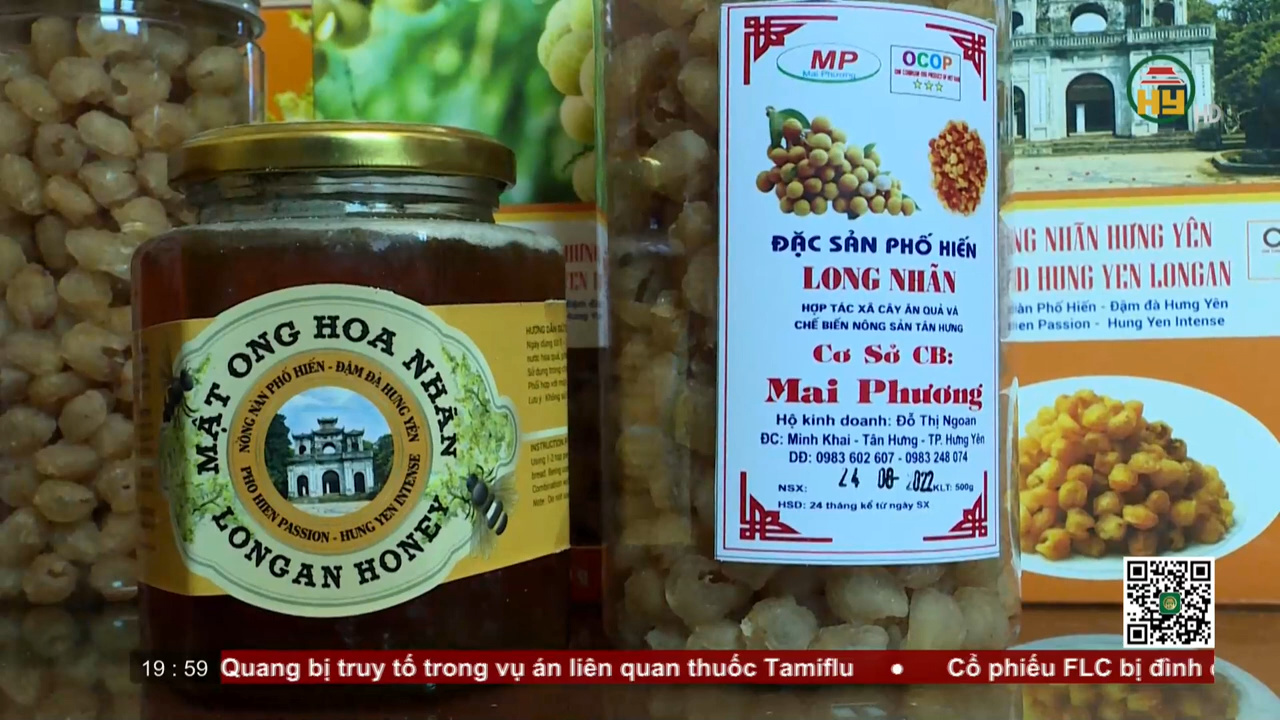 MP
Mai Phương
OCOP
ĐẶC SẢN PHỐ HIẾN
LONG NHÃN
HỢP TÁC XÃ CÂY ĂN QUẢ VÀ
CHẾ BIẾN NÔNG SẢN TÂN HƯNG
Cơ Sở CB:
Mai Phương
Hộ kinh doanh: Đỗ Thị Ngoan
ĐC: Minh Khai - Tân Hưng - TP. Hưng Yên
DĐ: 0983 602 607 - 0983 248 074
NSX: 24 08-2022 KLT: 500g
HSD: 24 tháng kể từ ngày SX
MẬT ONG HOA NHÃN
NỒNG NÀN PHỐ HIẾN - ĐẬM ĐÀ HƯNG YÊN
PHO HIEN PASSION - HUNG YEN INTENSE
LONGAN HONEY
HY HD
NG NHÃN HƯNG YÊN
D HUNG YEN LONGAN
àn Phố Hiến - Đậm đà Hưng Yên
ien Passion - Hung Yen Intense
19 : 59
Quang bị truy tố trong vụ án liên quan thuốc Tamiflu • Cổ phiếu FLC bị đình